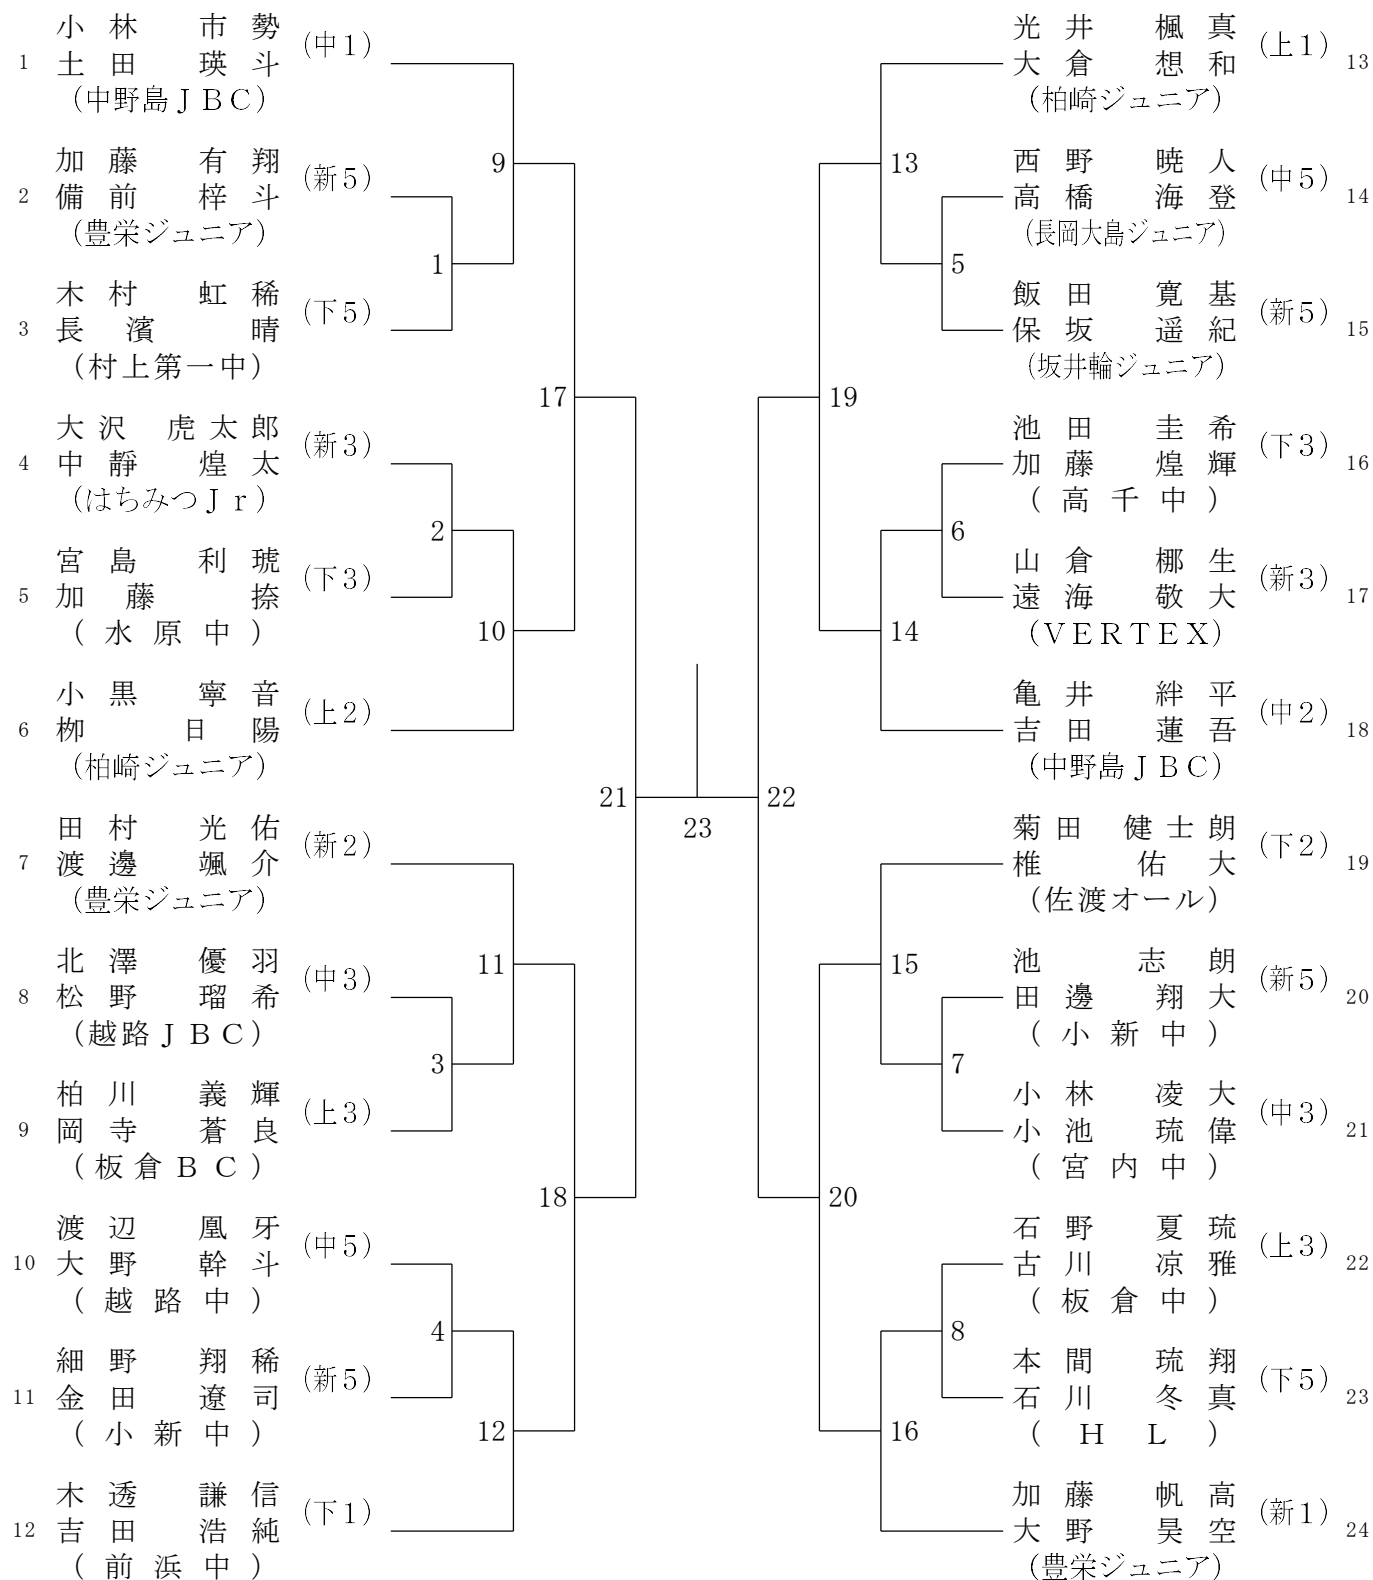 小林 市勢 (中1)
1 土田 瑛斗
(中野島JBC)
加藤 有翔 (新5)
2 備前 梓斗
(豊栄ジュニア)
木村 虹稀 (下5)
3 長濱 晴
(村上第一中)
大沢 虎太郎 (新3)
4 中靜 煌太
(はちみつJr)
宮島 利琥 (下3)
5 加藤 捺
(水原中)
小黒 寧音 (上2)
6 栁 日陽
(柏崎ジュニア)
田村 光佑 (新2)
7 渡邊 颯介
(豊栄ジュニア)
北澤 優羽 (中3)
8 松野 瑠希
(越路JBC)
柏川 義輝 (上3)
9 岡寺 蒼良
(板倉BC)
渡辺 凰牙 (中5)
10 大野 幹斗
(越路中)
細野 翔稀 (新5)
11 金田 遼司
(小新中)
木透 謙信 (下1)
12 吉田 浩純
(前浜中)
1
2
3
4
9
10
11
12
17
18
21
23
22
19
20
13
14
15
16
5
6
7
8
光井 楓真 (上1)
大倉 想和 13
(柏崎ジュニア)
西野 暁人 (中5)
高橋 海登 14
(長岡大島ジュニア)
飯田 寛基 (新5)
保坂 遥紀 15
(坂井輪ジュニア)
池田 圭希 (下3)
加藤 煌輝 16
(高千中)
山倉 梛生 (新3)
遠海 敬大 17
(VERTEX)
亀井 絆平 (中2)
吉田 蓮吾 18
(中野島JBC)
菊田 健士朗 (下2)
椎 佑大 19
(佐渡オール)
池 志朗 (新5)
田邊 翔大 20
(小新中)
小林 凌大 (中3)
小池 琉偉 21
(宮内中)
石野 夏琉 (上3)
古川 凉雅 22
(板倉中)
本間 琉翔 (下5)
石川 冬真 23
(HL)
加藤 帆高 (新1)
大野 昊空 24
(豊栄ジュニア)